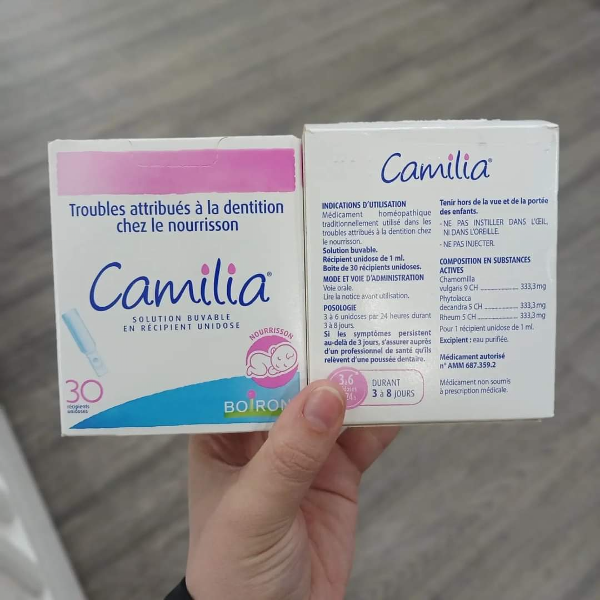 Troubles attribués à la dentition
chez le nourrisson
Camilia®
SOLUTION BUVABLE
EN RÉCIPIENT UNIDOSE
NOURRISSON
30
récipients
unidoses
BOIRON
Camilia®
INDICATIONS D'UTILISATION
Médicament homéopathique
traditionnellement utilisé dans les
troubles attribués à la dentition chez
le nourrisson.
Solution buvable.
Récipient unidose de 1 ml.
Boîte de 30 récipients unidoses.
MODE ET VOIE D'ADMINISTRATION
Voie orale.
Lire la notice avant utilisation.
POSOLOGIE
3 à 6 unidoses par 24 heures durant
3 à 8 jours.
Si les symptômes persistent
au-delà de 3 jours, s'assurer auprès
d'un professionnel de santé qu'ils
relèvent d'une poussée dentaire.
3,6
24h
DURANT
3 à 8 JOURS
Tenir hors de la vue et de la portée
des enfants.
- NE PAS INSTILLER DANS L'ŒIL,
NI DANS L'OREILLE.
- NE PAS INJECTER.
COMPOSITION EN SUBSTANCES
ACTIVES
Chamomilla
vulgaris 9 CH ............ 333,3 mg
Phytolacca
decandra 5 CH ............ 333,3 mg
Rheum 5 CH ............ 333,3 mg
Pour 1 récipient unidose de 1 ml.
Excipient : eau purifiée.
Médicament autorisé
n° AMM 687.359.2
Médicament non soumis
à prescription médicale.